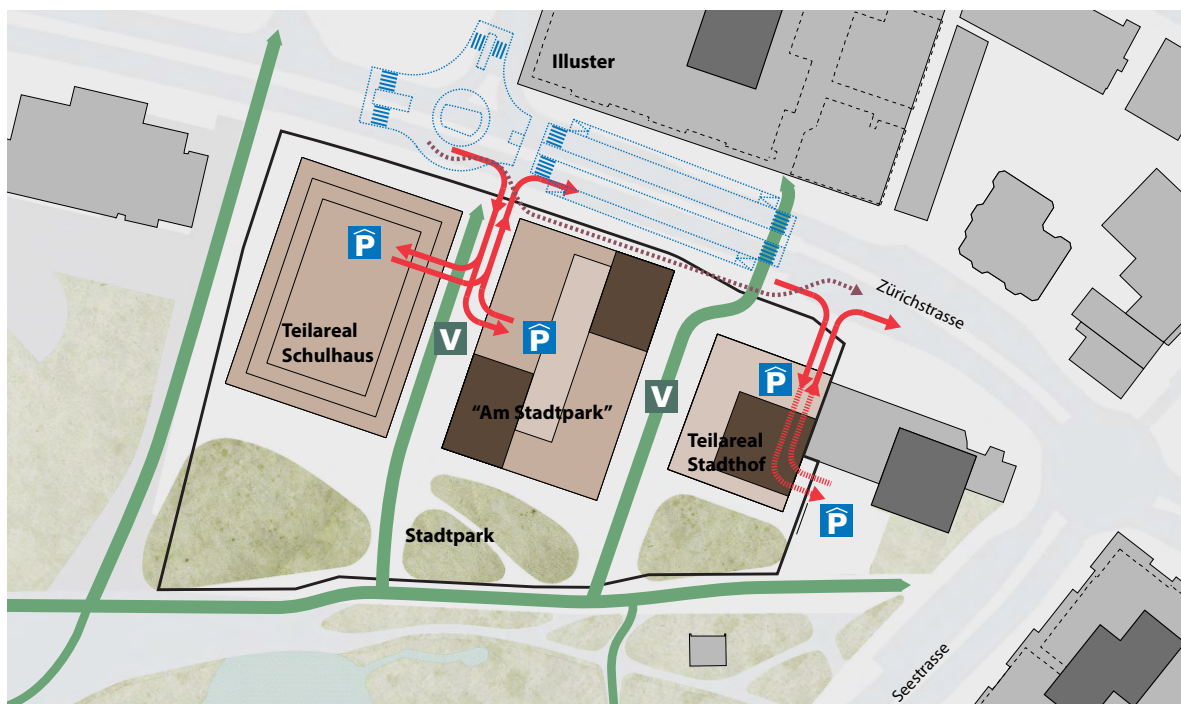 Illuster
P
Zürichstrasse
Teilareal
Schulhaus
V
P
P
V
"Am Stadtpark"
Teilareal
Stadthof
P
Stadtpark
Seestrasse